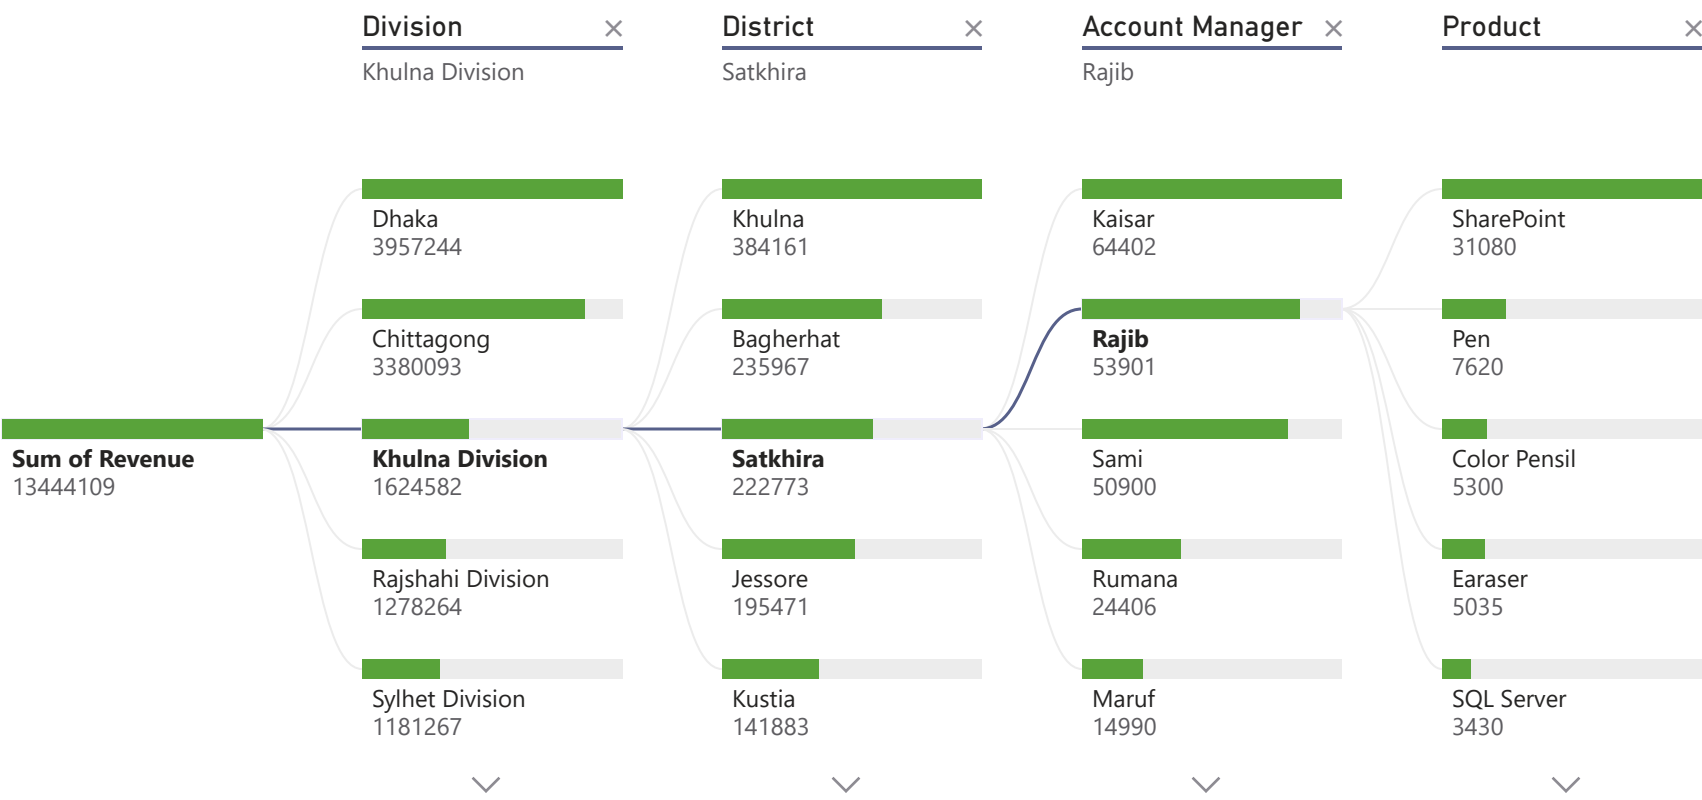 Division
District
Account Manager
Product
Khulna Division
Satkhira
Rajib
Dhaka
3957244
Khulna
384161
Kaisar
64402
SharePoint
31080
Chittagong
3380093
Bagherhat
235967
Rajib
53901
Pen
7620
Sum of Revenue
13444109
Khulna Division
1624582
Satkhira
222773
Sami
50900
Color Pensil
5300
Rajshahi Division
1278264
Jessore
195471
Rumana
24406
Earaser
5035
Sylhet Division
1181267
Kustia
141883
Maruf
14990
SQL Server
3430